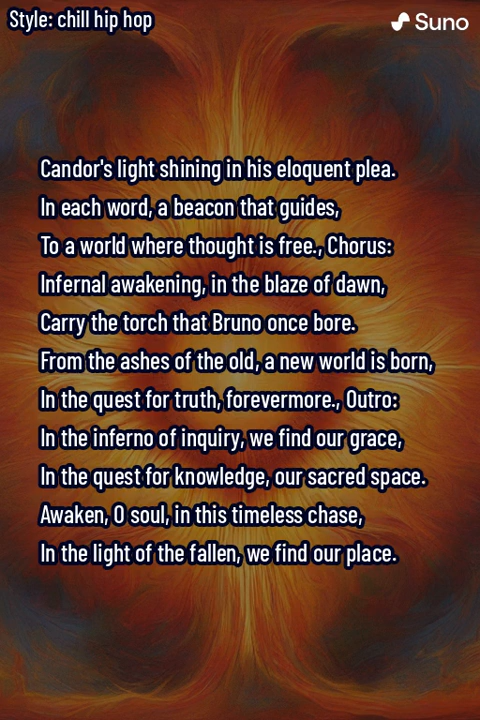 Style: chill hip hop
Suno
Candor's light shining in his eloquent plea.
In each word, a beacon that guides,
To a world where thought is free., Chorus:
Infernal awakening, in the blaze of dawn,
Carry the torch that Bruno once bore.
From the ashes of the old, a new world is born,
In the quest for truth, forevermore., Outro:
In the inferno of inquiry, we find our grace,
In the quest for knowledge, our sacred space.
Awaken, O soul, in this timeless chase,
In the light of the fallen, we find our place.